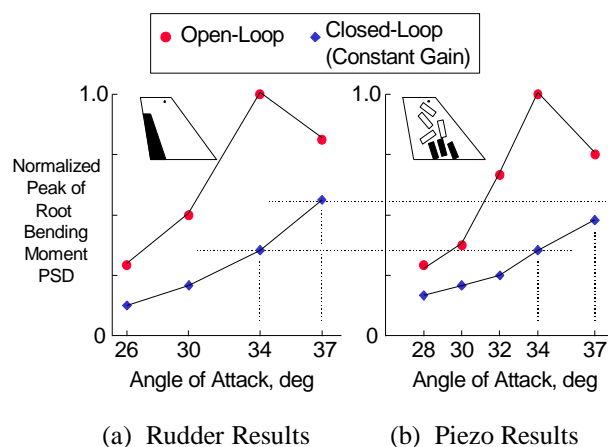 Open-Loop
Closed-Loop
(Constant Gain)
1.0
0
Normalized
Peak of
Root
Bending
Moment
PSD
26
30
34
37
Angle of Attack, deg
1.0
0
28
30
32
34
37
Angle of Attack, deg
(a) Rudder Results
(b) Piezo Results